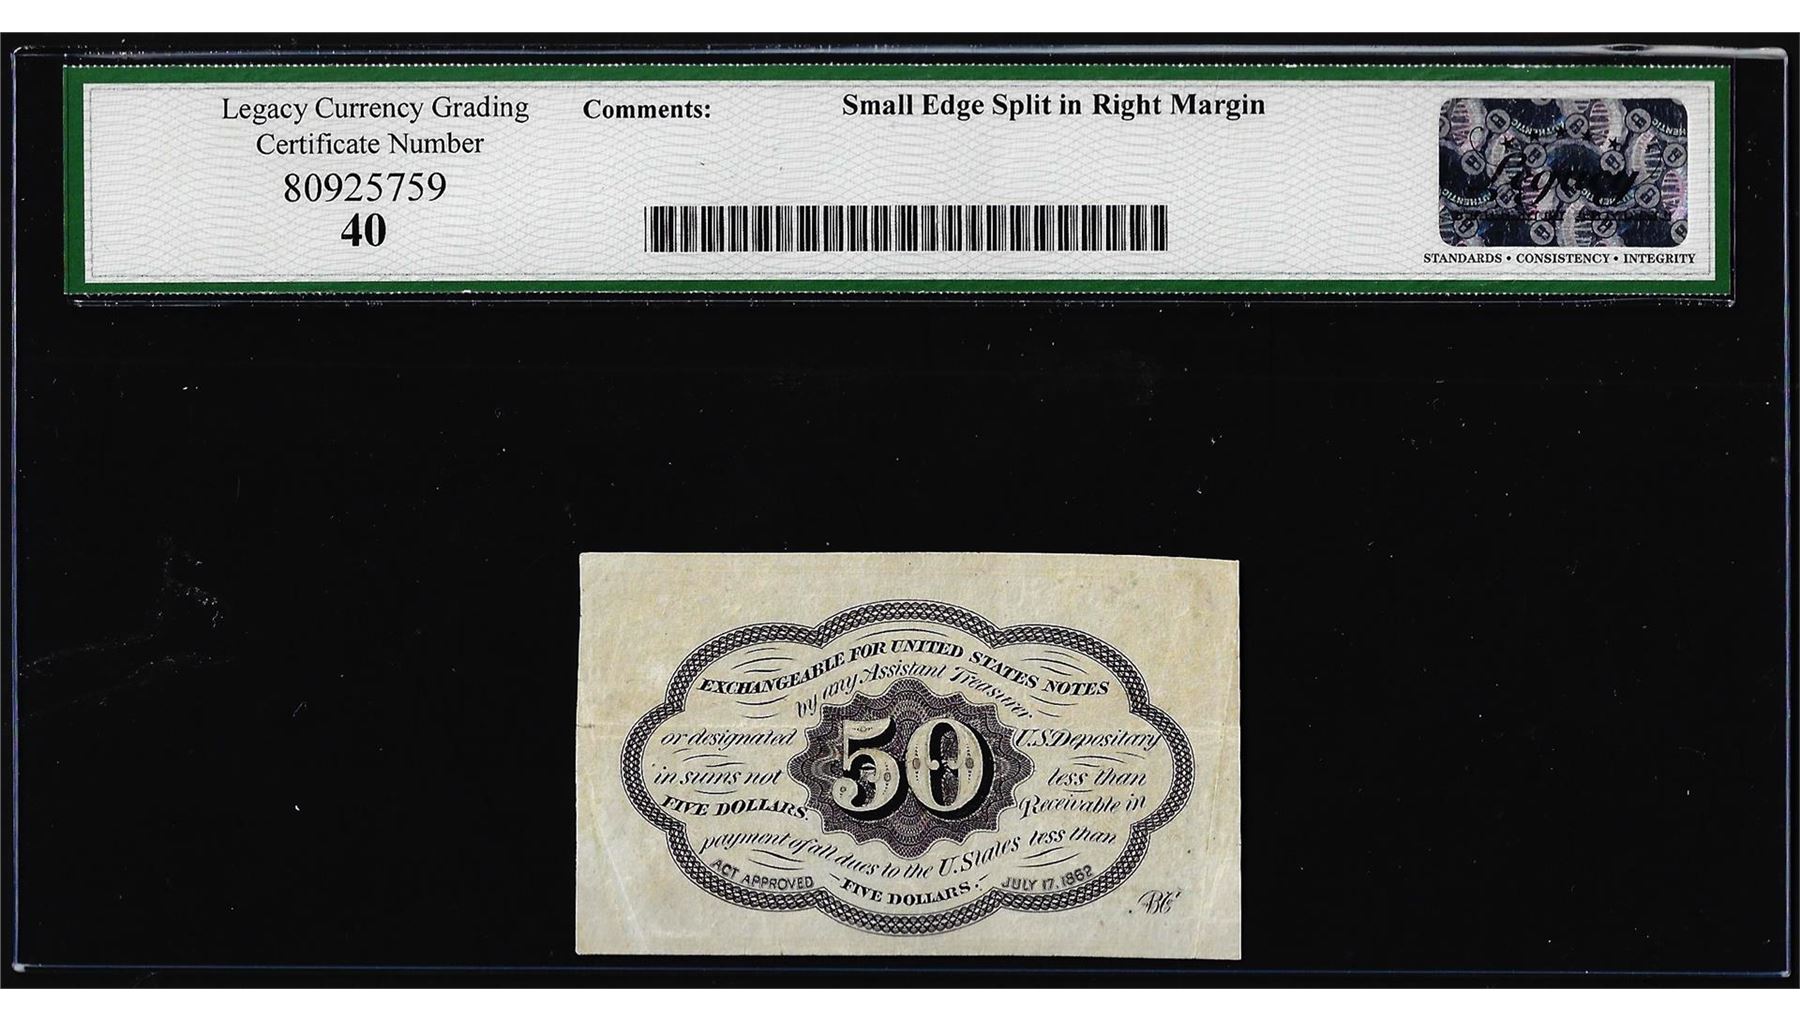 Legacy Currency Grading
Certificate Number
80925759
40
Comments:
Small Edge Split in Right Margin
Legacy
STANDARDS • CONSISTENCY • INTEGRITY
EXCHANGEABLE FOR UNITED STATES NOTES
by any Assistant Treasurer
or designated U.S. Depositary
in sums not less than
FIVE DOLLARS. Receivable in
payment of all dues to the U. States less than
FIVE DOLLARS.
50
ACT APPROVED JULY 17, 1862